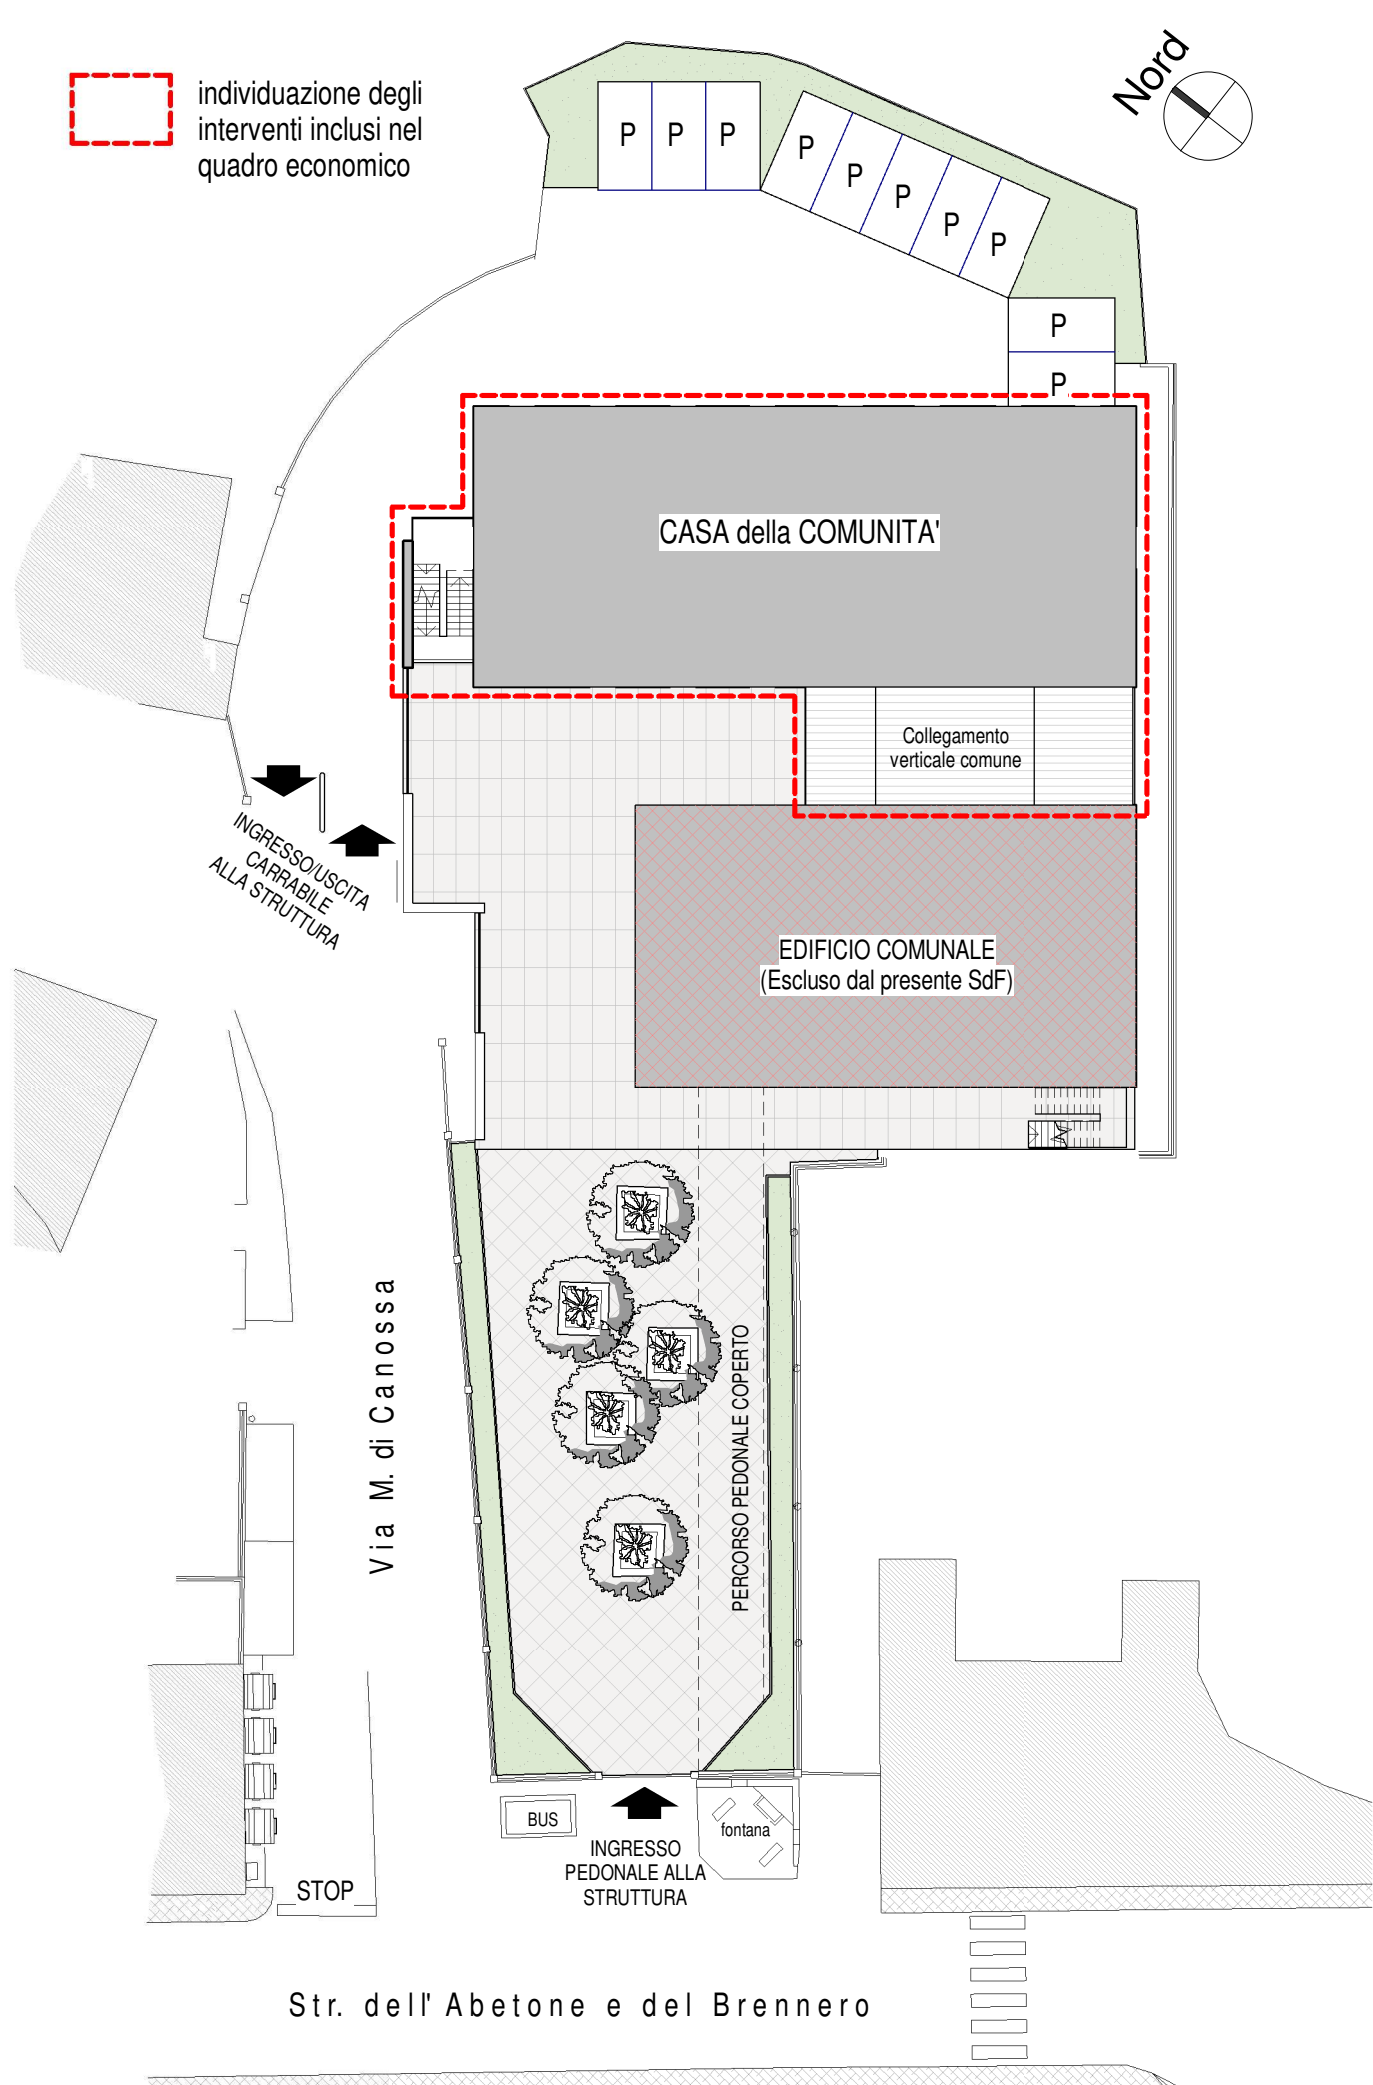 individuazione degli
interventi inclusi nel
quadro economico
Nord
P
P
P
P
P
P
P
P
P
P
CASA della COMUNITA'
Collegamento
verticale comune
INGRESSO/USCITA
CARRABILE
ALLA STRUTTURA
EDIFICIO COMUNALE
(Escluso dal presente SdF)
Via M. di Canossa
PERCORSO PEDONALE COPERTO
BUS
fontana
INGRESSO
PEDONALE ALLA
STRUTTURA
STOP
Str. dell'Abetone e del Brennero